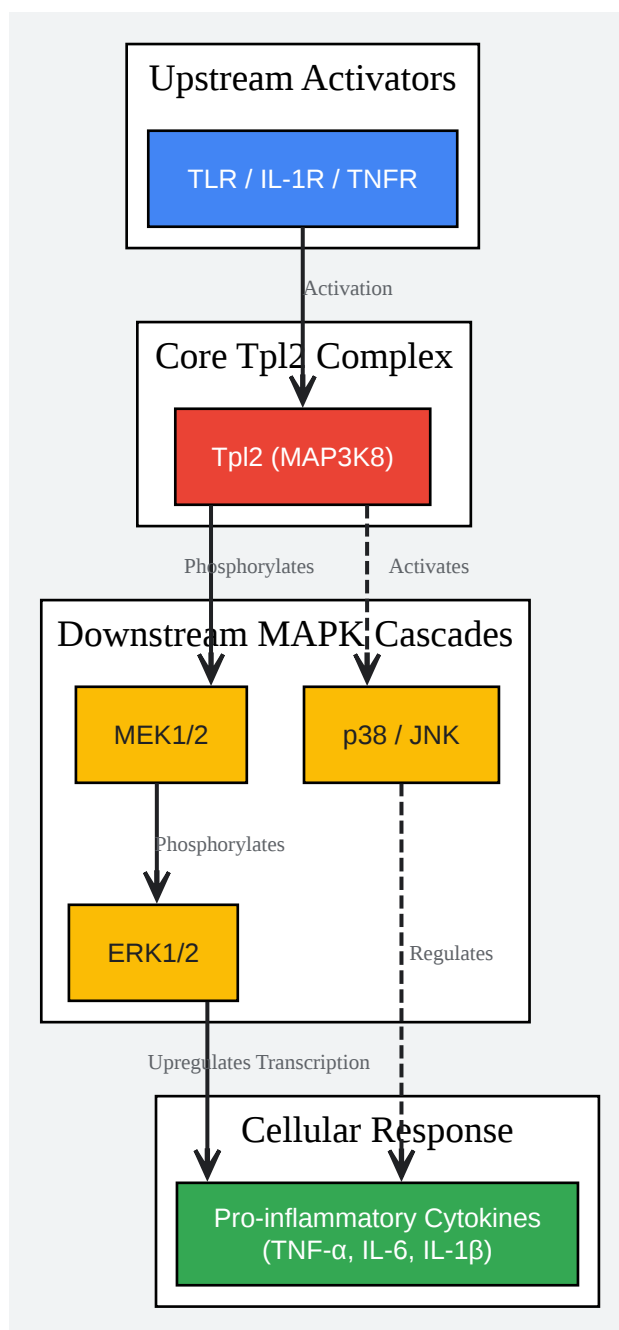 Upstream Activators
TLR / IL-1R / TNFR
Activation
Core Tpl2 Complex
Tpl2 (MAP3K8)
Phosphorylates
Activates
Downstream MAPK Cascades
MEK1/2
p38 / JNK
Phosphorylates
ERK1/2
Regulates
Upregulates Transcription
Cellular Response
Pro-inflammatory Cytokines
(TNF-α, IL-6, IL-1β)